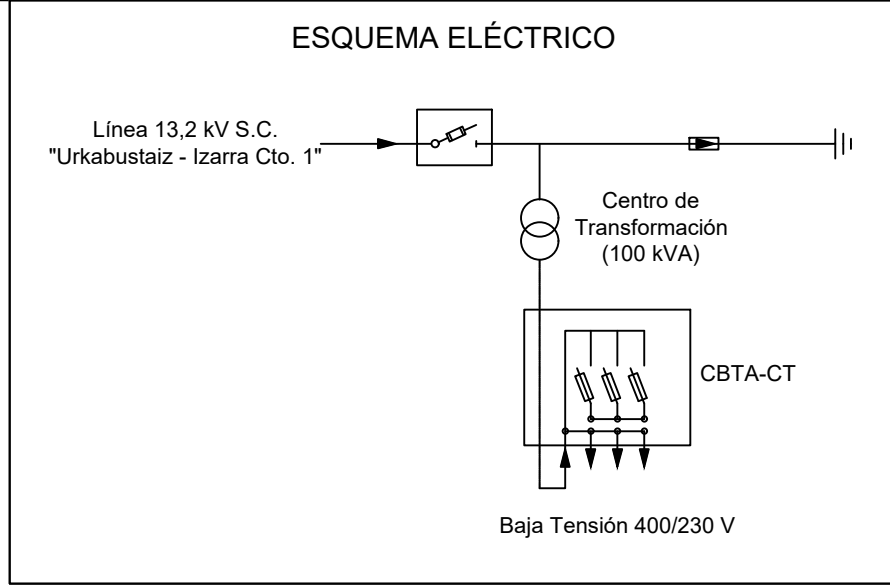 ESQUEMA ELÉCTRICO
Línea 13,2 kV S.C.
"Urkabustaiz - Izarra Cto. 1"
Centro de
Transformación
(100 kVA)
CBTA-CT
Baja Tensión 400/230 V